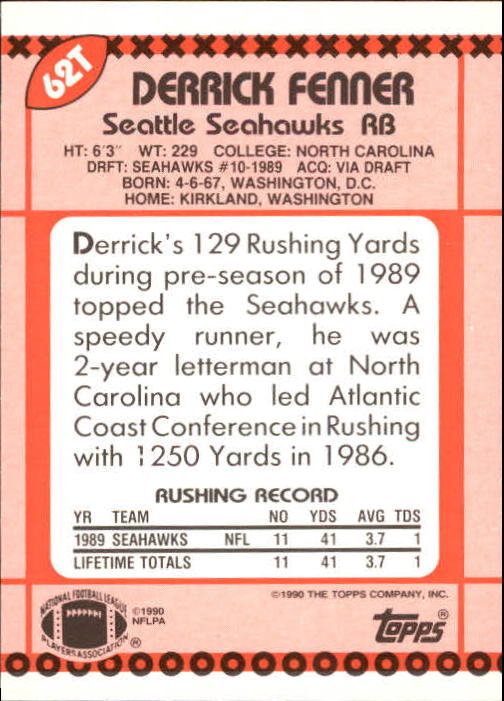 62T
DERRICK FENNER
Seattle Seahawks RB
HT: 6'3" WT: 229 COLLEGE: NORTH CAROLINA
DRFT: SEAHAWKS #10-1989 ACQ: VIA DRAFT
BORN: 4-6-67, WASHINGTON, D.C.
HOME: KIRKLAND, WASHINGTON
Derrick's 129 Rushing Yards
during pre-season of 1989
topped the Seahawks. A
speedy runner, he was
2-year letterman at North
Carolina who led Atlantic
Coast Conference in Rushing
with 1250 Yards in 1986.
RUSHING RECORD
YR TEAM NO YDS AVG TDS
1989 SEAHAWKS NFL 11 41 3.7 1
LIFETIME TOTALS 11 41 3.7 1
©1990 THE TOPPS COMPANY, INC.
NATIONAL FOOTBALL LEAGUE
PLAYERS ASSOCIATION ®
©1990
NFLPA
topps®